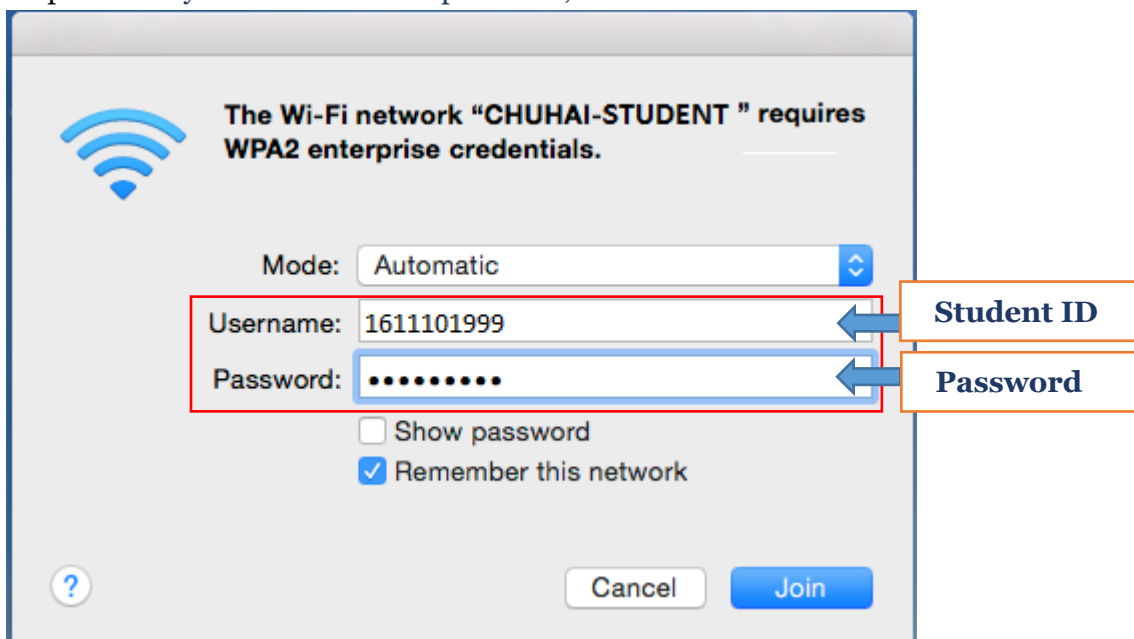 The Wi-Fi network “CHUHAI-STUDENT ” requires
WPA2 enterprise credentials.
Mode: Automatic
Username: 1611101999
Student ID
Password: •••••••••
Password
Show password
Remember this network
?
Cancel
Join